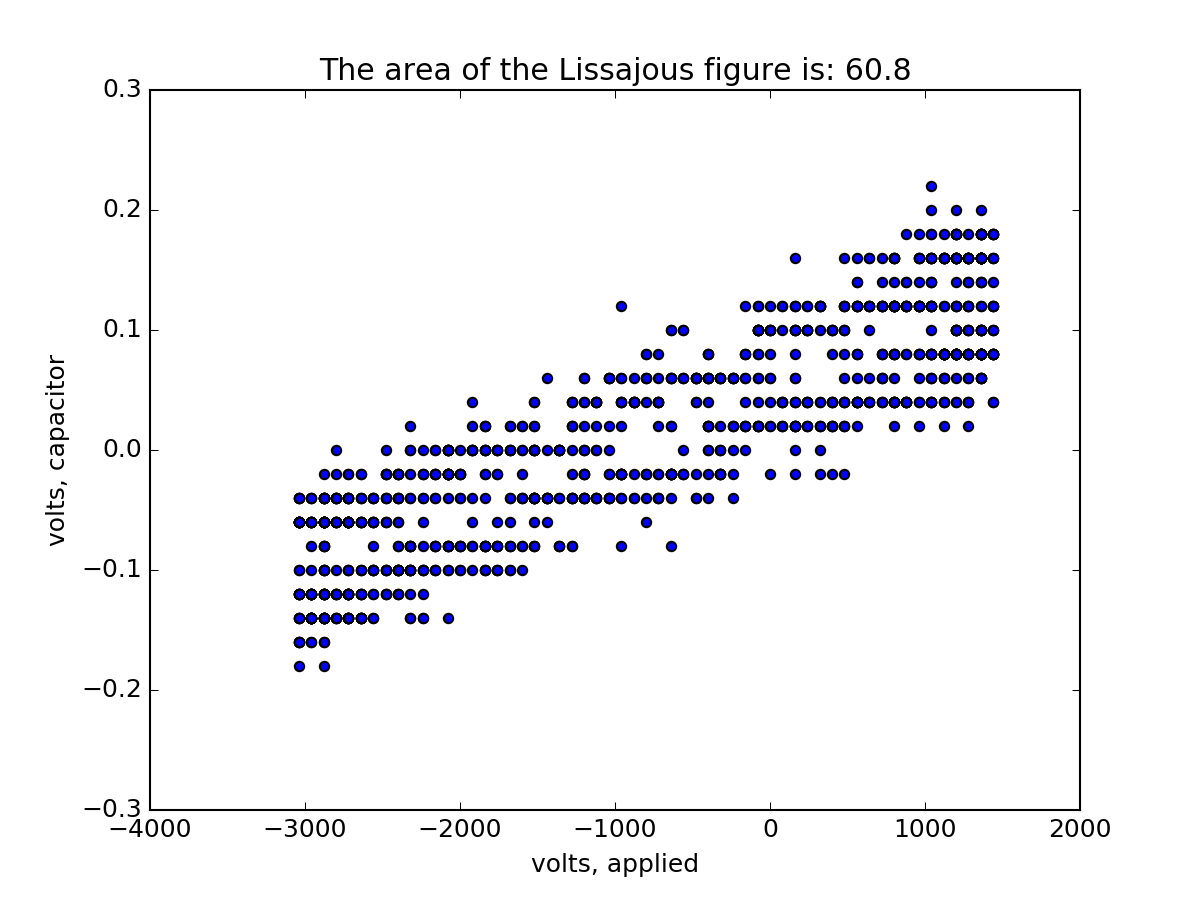 The area of the Lissajous figure is: 60.8
0.3
0.2
0.1
0.0
−0.1
−0.2
−0.3
volts, capacitor
−4000 −3000 −2000 −1000 0 1000 2000
volts, applied